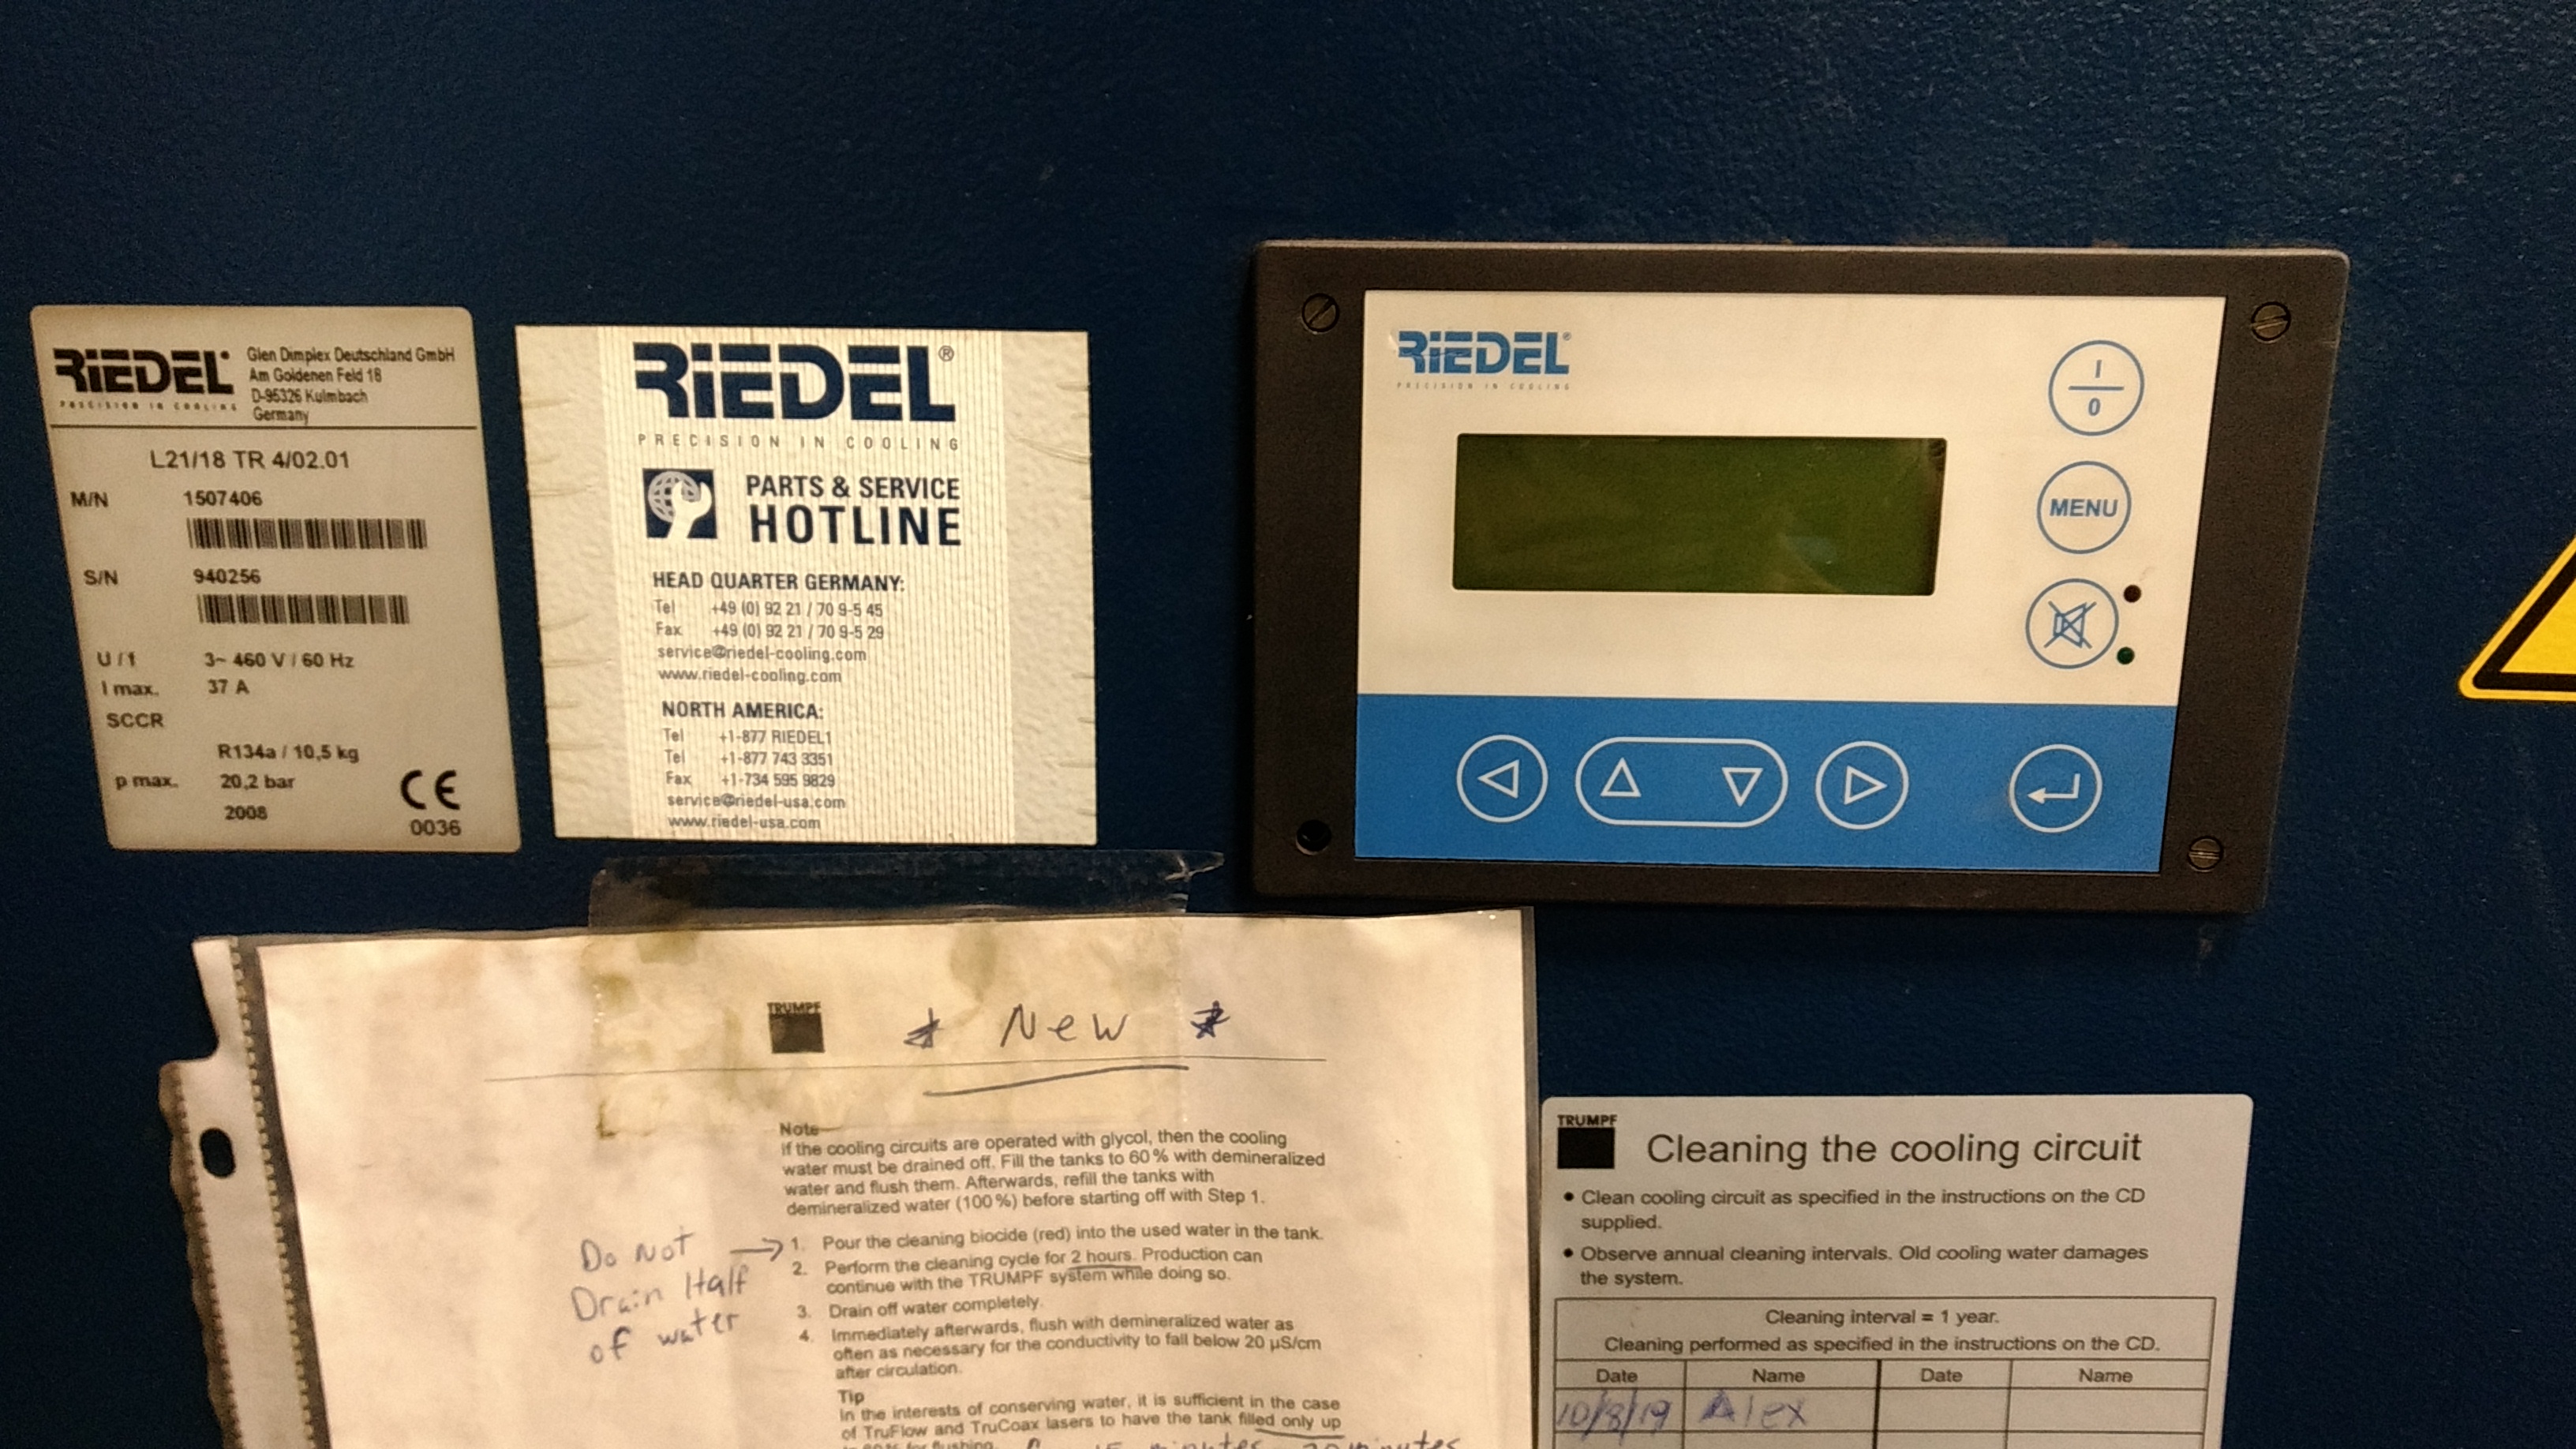 RIEDEL
PRECISION IN COOLING
Glen Dimplex Deutschland GmbH
Am Goldenen Feld 18
D-95326 Kulmbach
Germany
L21/18 TR 4/02.01
M/N 1507406
S/N 940256
U / f 3~ 460 V / 60 Hz
I max. 37 A
SCCR
R134a / 10,5 kg
p max. 20,2 bar
2008
CE
0036
RIEDEL®
PRECISION IN COOLING
PARTS & SERVICE
HOTLINE
HEAD QUARTER GERMANY:
Tel +49 (0) 92 21 / 70 9-5 45
Fax +49 (0) 92 21 / 70 9-5 29
service@riedel-cooling.com
www.riedel-cooling.com
NORTH AMERICA:
Tel +1-877 RIEDEL1
Tel +1-877 743 3351
Fax +1-734 595 9829
service@riedel-usa.com
www.riedel-usa.com
RIEDEL®
PRECISION IN COOLING
I
0
MENU
TRUMPF
* New *
Note
If the cooling circuits are operated with glycol, then the cooling
water must be drained off. Fill the tanks to 60 % with demineralized
water and flush them. Afterwards, refill the tanks with
demineralized water (100 %) before starting off with Step 1.
Do Not
Drain Half
of water
1. Pour the cleaning biocide (red) into the used water in the tank.
2. Perform the cleaning cycle for 2 hours. Production can
continue with the TRUMPF system while doing so.
3. Drain off water completely.
4. Immediately afterwards, flush with demineralized water as
often as necessary for the conductivity to fall below 20 µS/cm
after circulation.
Tip
In the interests of conserving water, it is sufficient in the case
of TruFlow and TruCoax lasers to have the tank filled only up
for flushing.
minutes
TRUMPF
Cleaning the cooling circuit
• Clean cooling circuit as specified in the instructions on the CD
supplied.
• Observe annual cleaning intervals. Old cooling water damages
the system.
Cleaning interval = 1 year.
Cleaning performed as specified in the instructions on the CD.
Date Name Date Name
10/8/19 Alex